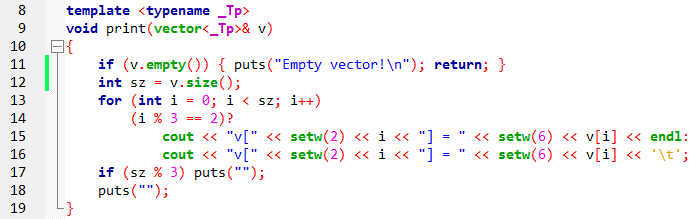 8 template <typename _Tp>
9 void print(vector<_Tp>& v)
10 {
11 if (v.empty()) { puts("Empty vector!\n"); return; }
12 int sz = v.size();
13 for (int i = 0; i < sz; i++)
14 (i % 3 == 2)?
15 cout << "v[" << setw(2) << i << "] = " << setw(6) << v[i] << endl:
16 cout << "v[" << setw(2) << i << "] = " << setw(6) << v[i] << '\t';
17 if (sz % 3) puts("");
18 puts("");
19 }